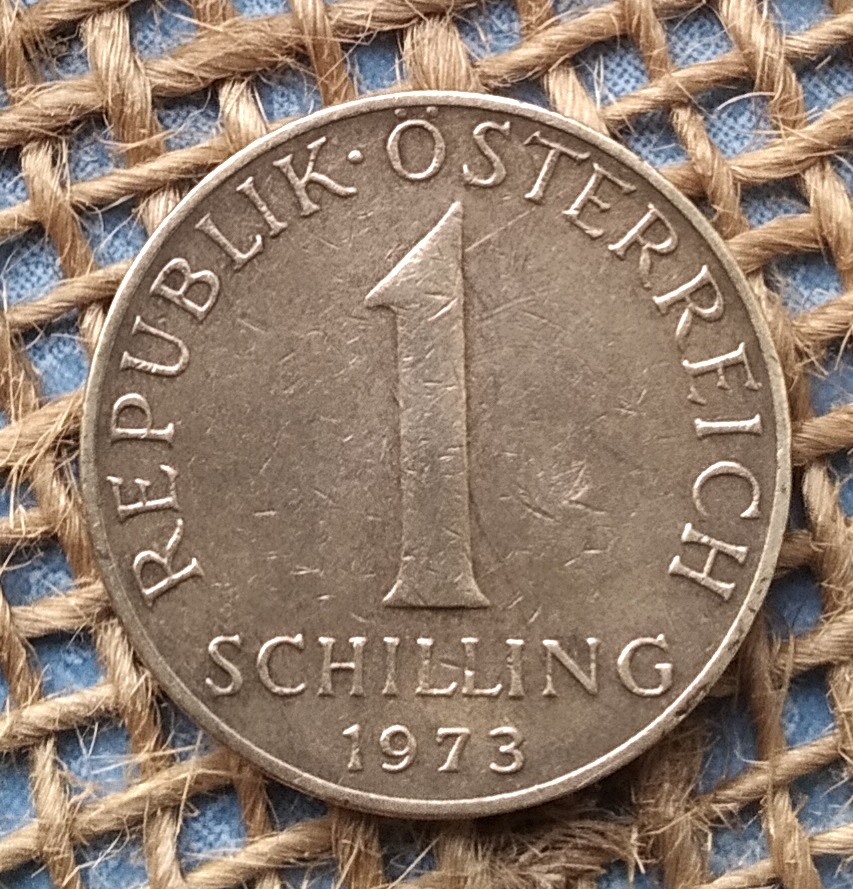 REPUBLIK · ÖSTERREICH
1
SCHILLING
1973